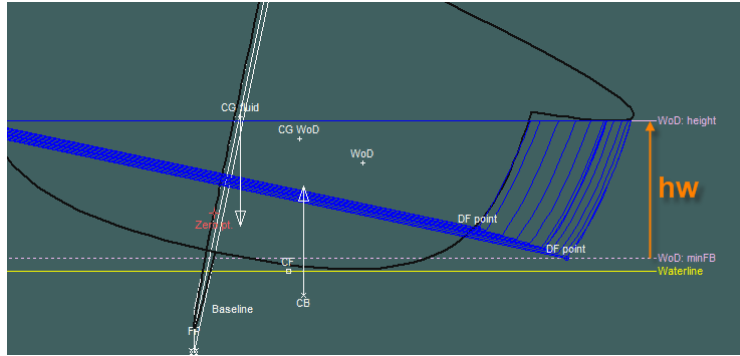 CG fluid
WoD: height
CG WoD
WoD
hw
DF point
Zero pt.
DF point
WoD: minFB
CF
Waterline
CB
Baseline